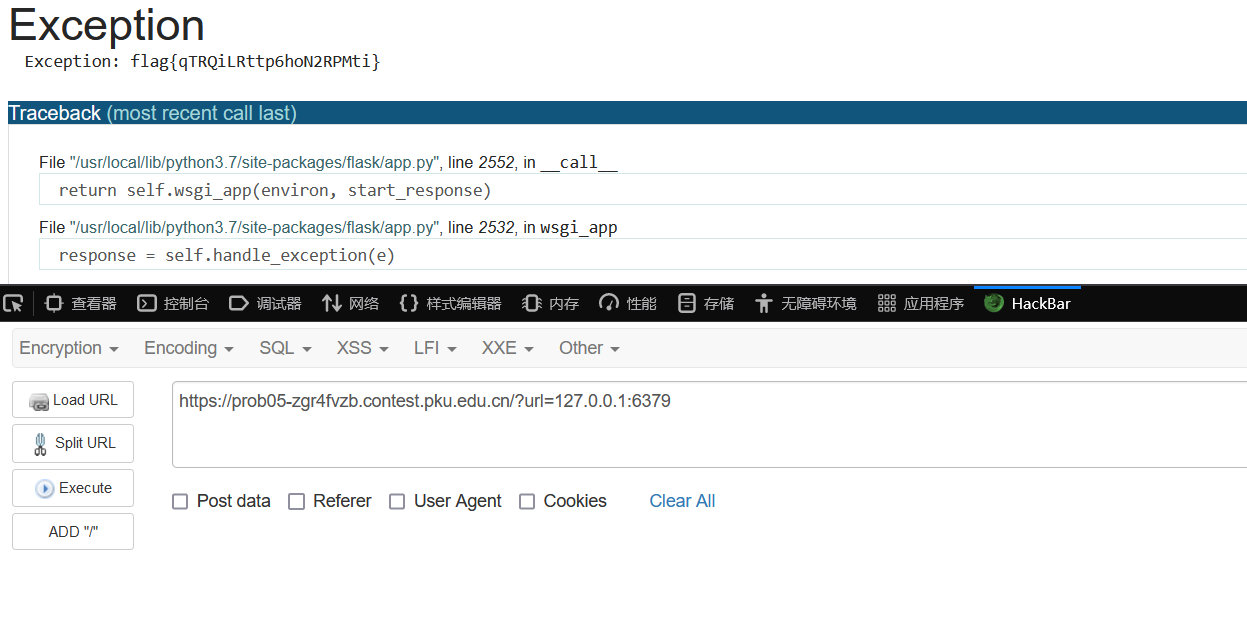 Exception
Exception: flag{qTRQiLRttp6hoN2RPMti}
Traceback (most recent call last)
File "/usr/local/lib/python3.7/site-packages/flask/app.py", line 2552, in __call__
return self.wsgi_app(environ, start_response)
File "/usr/local/lib/python3.7/site-packages/flask/app.py", line 2532, in wsgi_app
response = self.handle_exception(e)
查看器 控制台 调试器 网络 样式编辑器 内存 性能 存储 无障碍环境 应用程序 HackBar
Encryption Encoding SQL XSS LFI XXE Other
Load URL
https://prob05-zgr4fvzb.contest.pku.edu.cn/?url=127.0.0.1:6379
Split URL
Execute
Post data Referer User Agent Cookies Clear All
ADD "/"